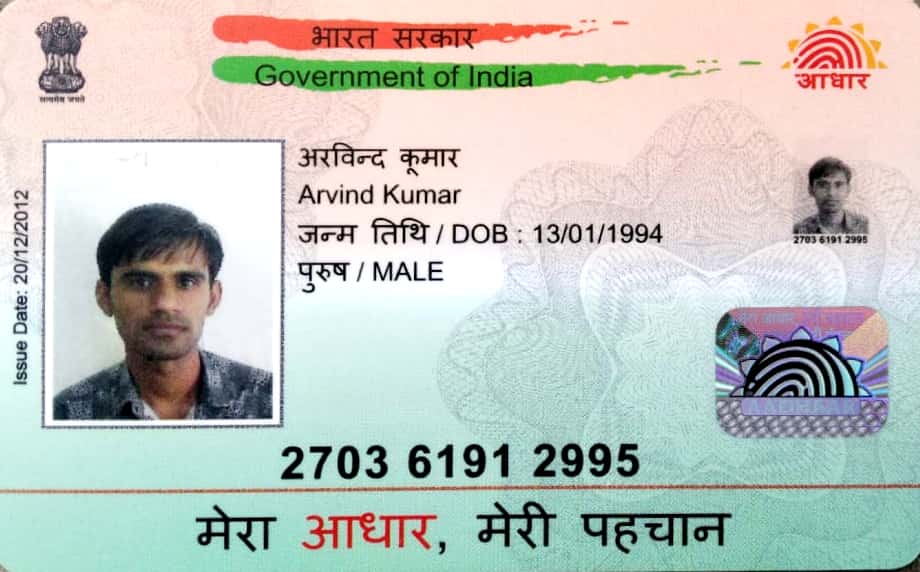 भारत सरकार
Government of India
आधार
सत्यमेव जयते
Issue Date: 20/12/2012
अरविन्द कूमार
Arvind Kumar
जन्म तिथि / DOB : 13/01/1994
पुरुष / MALE
2703 6191 2995
मेरा आधार,
AADHAAR
2703 6191 2995
मेरा आधार, मेरी पहचान